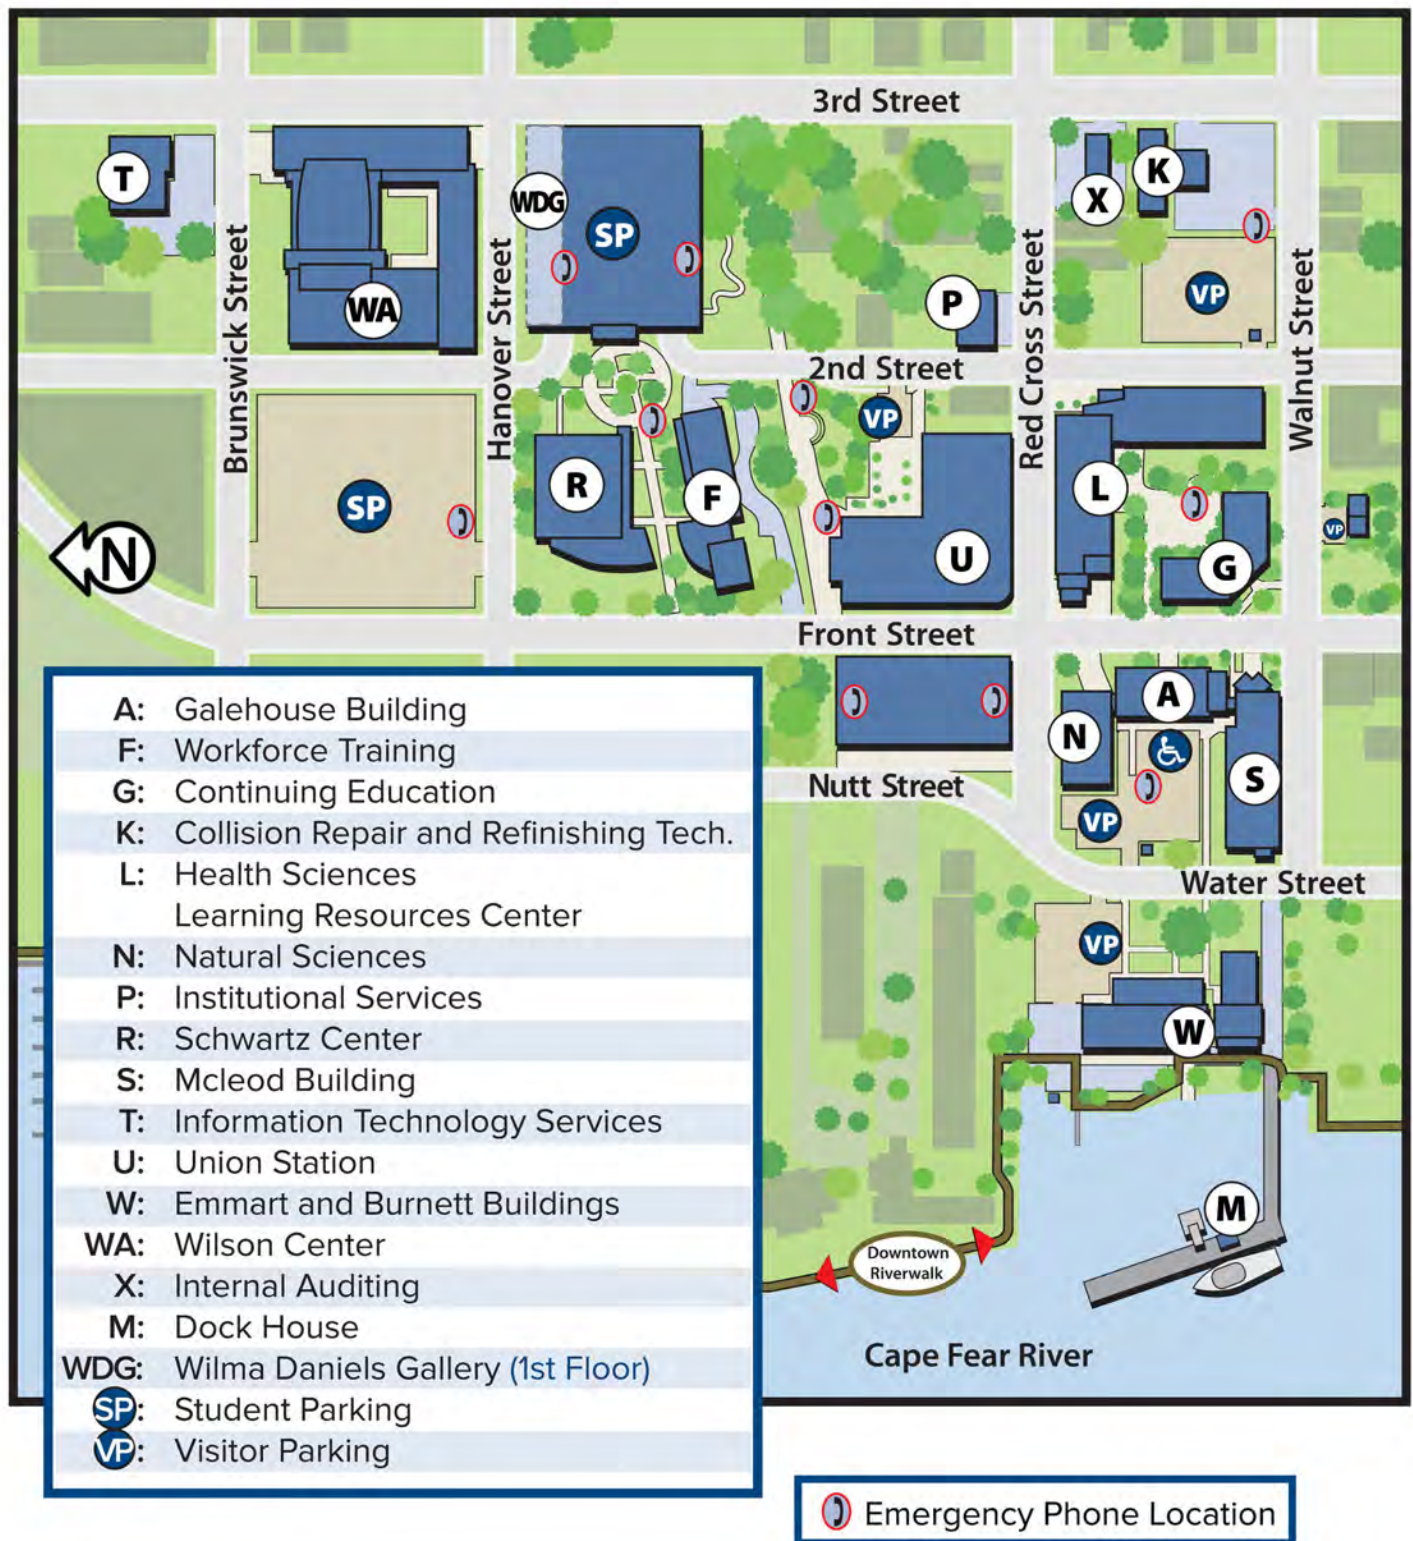 3rd Street
T
WDG
SP
X
K
WA
P
VP
Brunswick Street
Hanover Street
Red Cross Street
Walnut Street
2nd Street
VP
SP
R
F
L
VP
N
U
G
Front Street
A
N
S
Nutt Street
VP
Water Street
VP
W
M
Downtown
Riverwalk
Cape Fear River
A: Galehouse Building
F: Workforce Training
G: Continuing Education
K: Collision Repair and Refinishing Tech.
L: Health Sciences
Learning Resources Center
N: Natural Sciences
P: Institutional Services
R: Schwartz Center
S: Mcleod Building
T: Information Technology Services
U: Union Station
W: Emmart and Burnett Buildings
WA: Wilson Center
X: Internal Auditing
M: Dock House
WDG: Wilma Daniels Gallery (1st Floor)
SP: Student Parking
VP: Visitor Parking
Emergency Phone Location